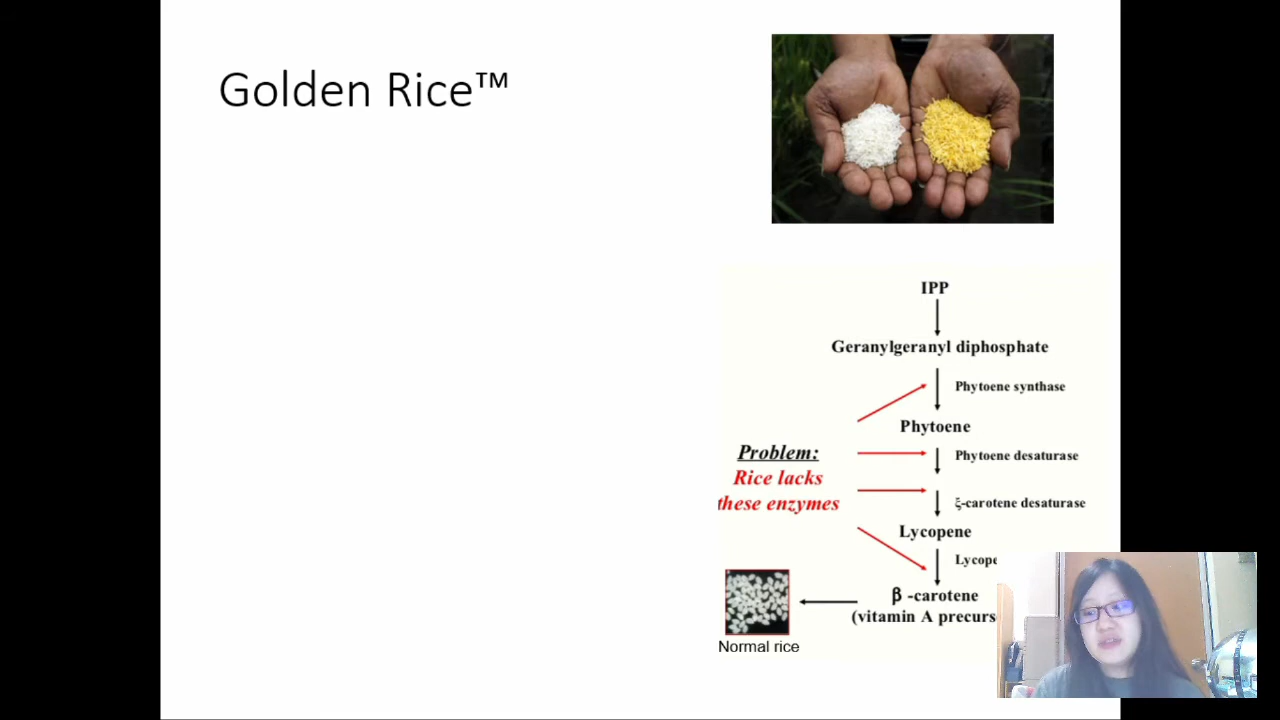 Golden Rice™
IPP
Geranylgeranyl diphosphate
Phytoene synthase
Phytoene
Problem:
Rice lacks
these enzymes
Phytoene desaturase
ξ-carotene desaturase
Lycopene
Lycope
β -carotene
(vitamin A precurs
Normal rice